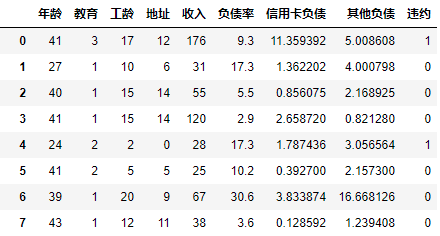 年龄 教育 工龄 地址 收入 负债率 信用卡负债 其他负债 违约
0 41 3 17 12 176 9.3 11.359392 5.008608 1
1 27 1 10 6 31 17.3 1.362202 4.000798 0
2 40 1 15 14 55 5.5 0.856075 2.168925 0
3 41 1 15 14 120 2.9 2.658720 0.821280 0
4 24 2 2 0 28 17.3 1.787436 3.056564 1
5 41 2 5 5 25 10.2 0.392700 2.157300 0
6 39 1 20 9 67 30.6 3.833874 16.668126 0
7 43 1 12 11 38 3.6 0.128592 1.239408 0